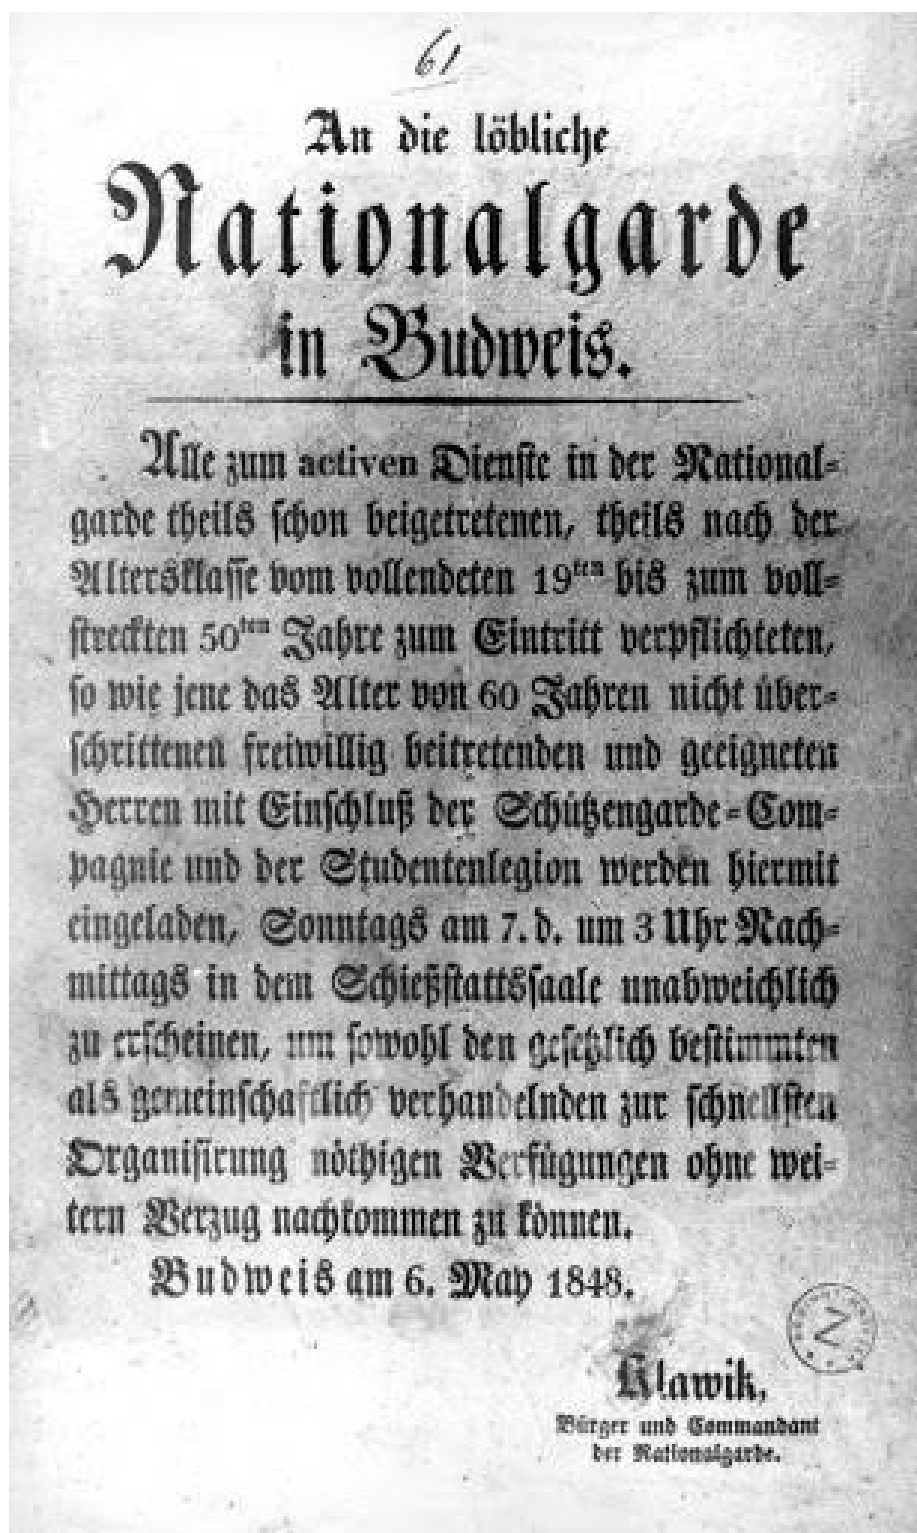 61
An die löbliche
Nationalgarde
in Budweis.
Alle zum activen Dienste in der National-
garde theils schon beigetretenen, theils nach der
Altersklasse vom vollendeten 19ten bis zum voll-
streckten 50ten Jahre zum Eintritt verpflichteten,
so wie jene das Alter von 60 Jahren nicht über-
schrittenen freiwillig beitretenden und geeigneten
Herren mit Einschluß der Schützengarde-Com-
pagnie und der Studentenlegion werden hiermit
eingeladen, Sonntags am 7. d. um 3 Uhr Nach-
mittags in dem Schießstattssaale unabweichlich
zu erscheinen, um sowohl den gesetzlich bestimmten
als gemeinschaftlich verhandelnden zur schnellsten
Organisirung nöthigen Verfügungen ohne wei-
tern Verzug nachkommen zu können.
Budweis am 6. May 1848.
Klawik,
Bürger und Commandant
der Nationalgarde.